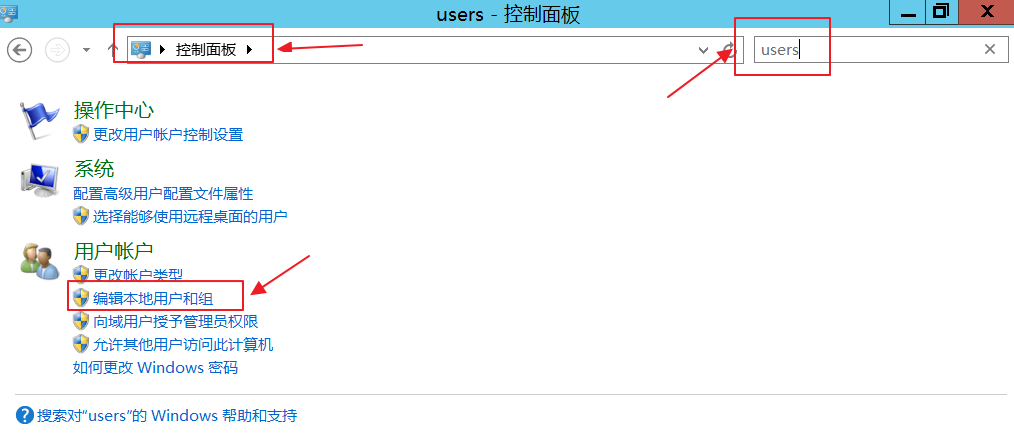 users - 控制面板
控制面板
users
操作中心
更改用户帐户控制设置
系统
配置高级用户配置文件属性
选择能够使用远程桌面的用户
用户帐户
更改帐户类型
编辑本地用户和组
向域用户授予管理员权限
允许其他用户访问此计算机
如何更改 Windows 密码
搜索对"users"的 Windows 帮助和支持